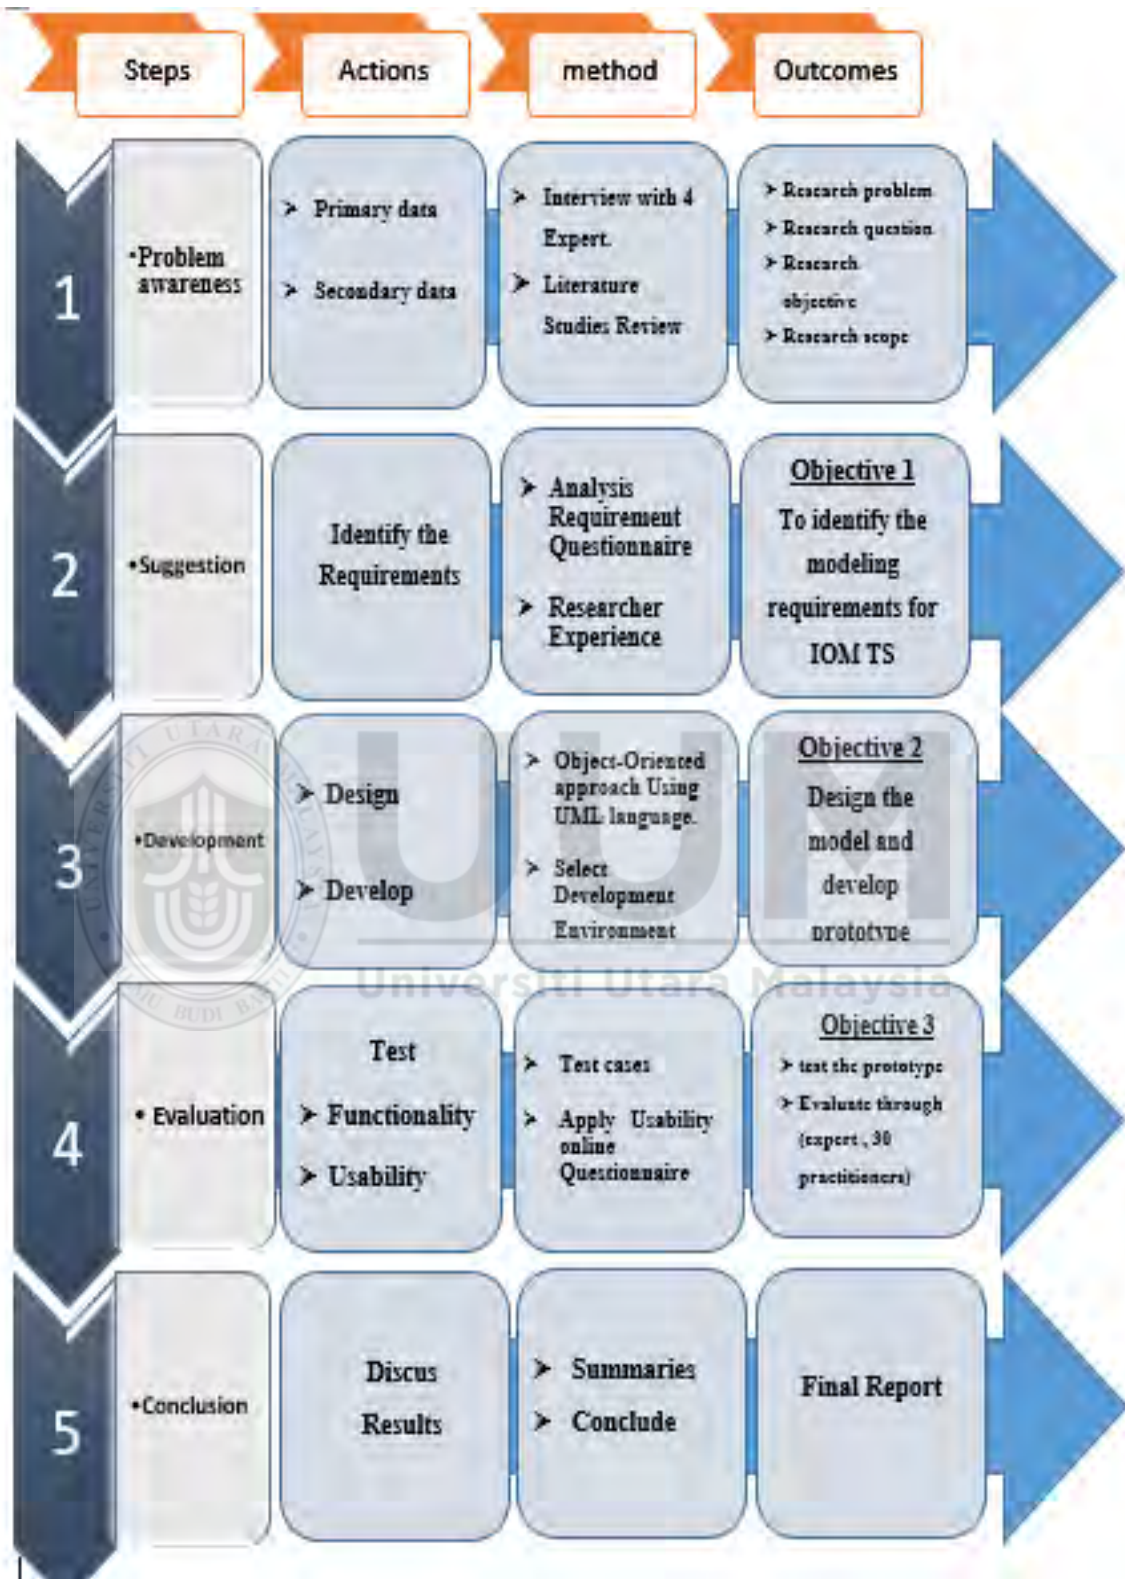 Steps
Actions
method
Outcomes
1
•Problem
awareness
➢ Primary data
➢ Secondary data
➢ Interview with 4
Expert.
➢ Literature
Studies Review
➢ Research problem
➢ Research question
➢ Research
objective
➢ Research scope
2
•Suggestion
Identify the
Requirements
➢ Analysis
Requirement
Questionnaire
➢ Researcher
Experience
Objective 1
To identify the
modeling
requirements for
IOM TS
3
•Development
➢ Design
➢ Develop
➢ Object-Oriented
approach Using
UML language.
➢ Select
Development
Environment
Objective 2
Design the
model and
develop
prototype
UNIVERSITI UTARA MALAYSIA
BUDI
UUM
Universiti Utara Malaysia
4
• Evaluation
Test
➢ Functionality
➢ Usability
➢ Test cases
➢ Apply Usability
online
Questionnaire
Objective 3
➢ test the prototype
➢ Evaluate through
(expert , 30
practitioners)
5
•Conclusion
Discus
Results
➢ Summaries
➢ Conclude
Final Report